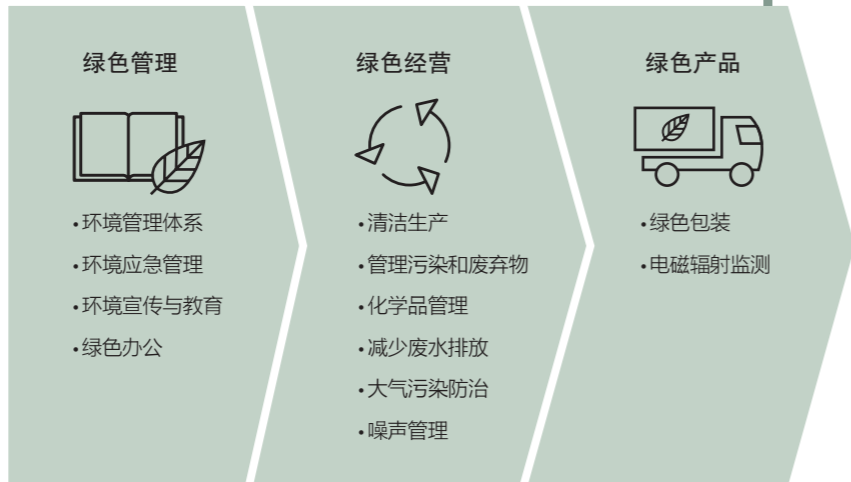 绿色管理
•环境管理体系
•环境应急管理
•环境宣传与教育
•绿色办公
绿色经营
•清洁生产
•管理污染和废弃物
•化学品管理
•减少废水排放
•大气污染防治
•噪声管理
绿色产品
•绿色包装
•电磁辐射监测